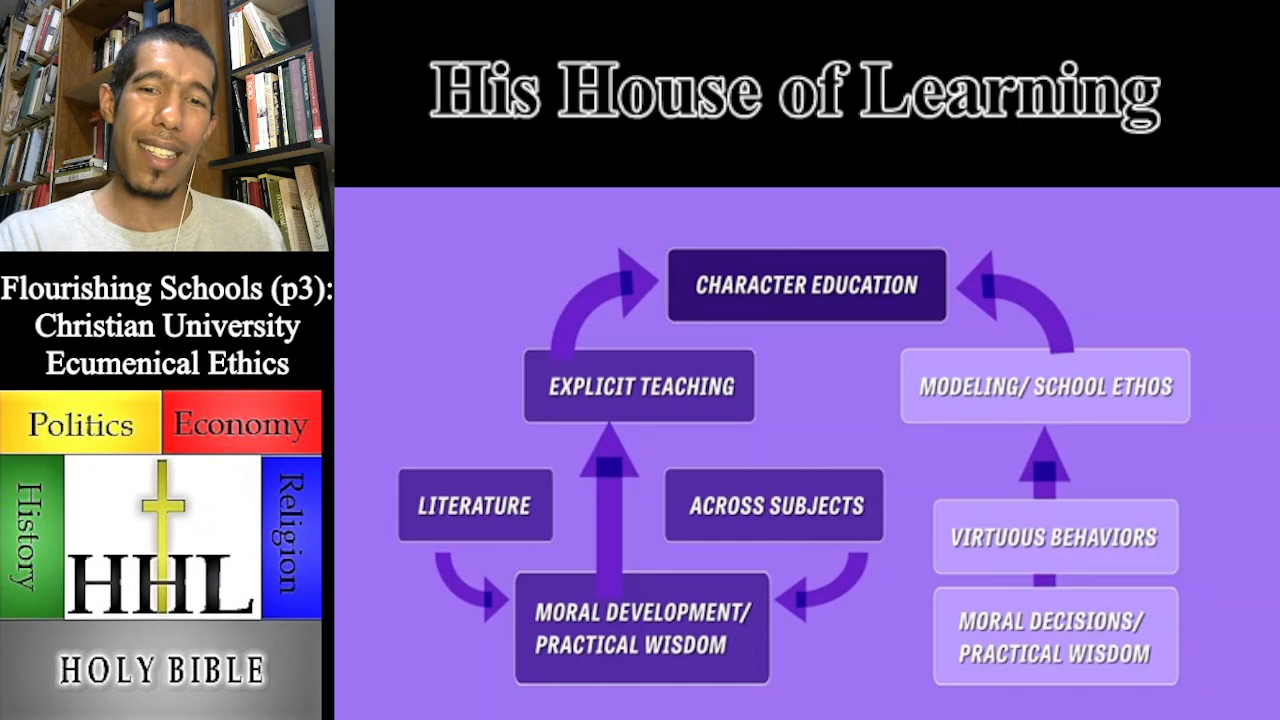 His House of Learning
Flourishing Schools (p3):
Christian University
Ecumenical Ethics
Politics
Economy
History
Religion
HHL
HOLY BIBLE
CHARACTER EDUCATION
EXPLICIT TEACHING
MODELING/ SCHOOL ETHOS
LITERATURE
ACROSS SUBJECTS
VIRTUOUS BEHAVIORS
MORAL DEVELOPMENT/
PRACTICAL WISDOM
MORAL DECISIONS/
PRACTICAL WISDOM